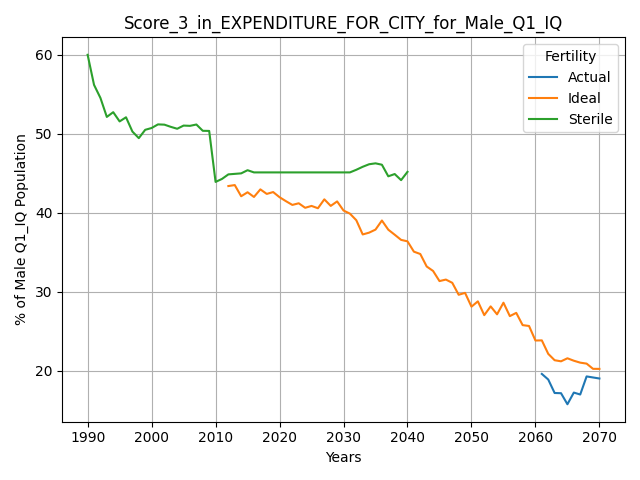 Score_3_in_EXPENDITURE_FOR_CITY_for_Male_Q1_IQ
Fertility
Actual
Ideal
Sterile
% of Male Q1_IQ Population
60
50
40
30
20
1990 2000 2010 2020 2030 2040 2050 2060 2070
Years